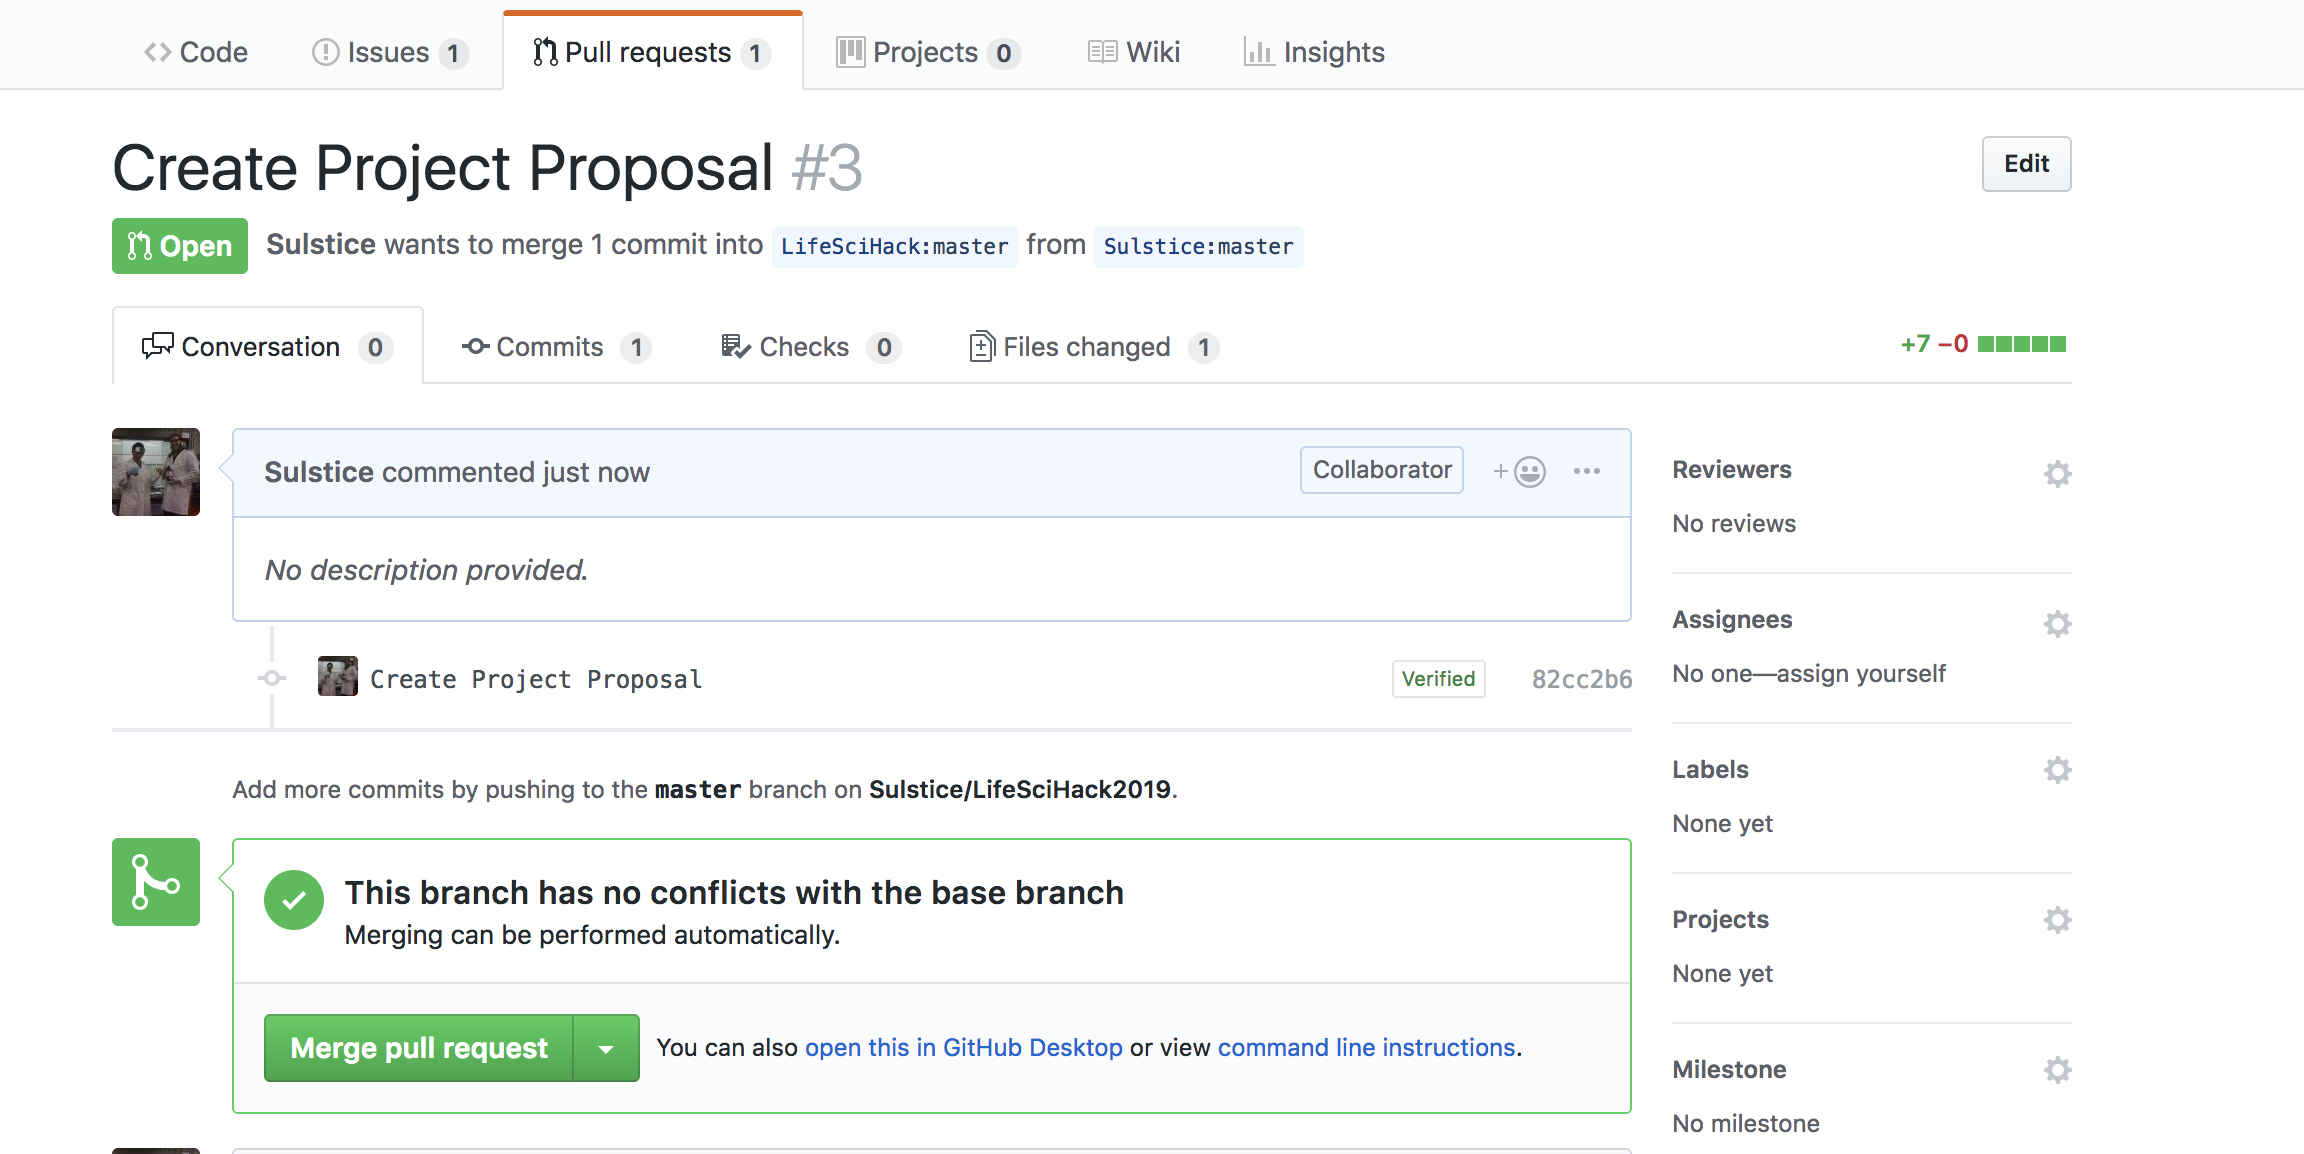 Code Issues 1 Pull requests 1 Projects 0 Wiki Insights
Create Project Proposal #3 Edit
Open Sulstice wants to merge 1 commit into LifeSciHack:master from Sulstice:master
Conversation 0 Commits 1 Checks 0 Files changed 1 +7 −0
Sulstice commented just now Collaborator
No description provided.
Create Project Proposal Verified 82cc2b6
Add more commits by pushing to the master branch on Sulstice/LifeSciHack2019.
This branch has no conflicts with the base branch
Merging can be performed automatically.
Merge pull request You can also open this in GitHub Desktop or view command line instructions.
Reviewers
No reviews
Assignees
No one—assign yourself
Labels
None yet
Projects
None yet
Milestone
No milestone